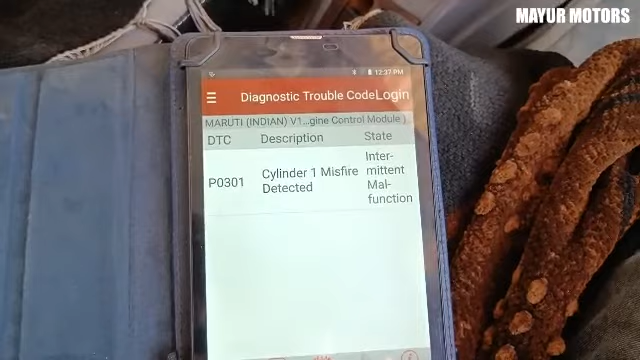 MAYUR MOTORS
12:37 PM
Diagnostic Trouble CodeLogin
MARUTI (INDIAN) V1...gine Control Module )
DTC Description State
P0301 Cylinder 1 Misfire Detected Inter-mittent Mal-function